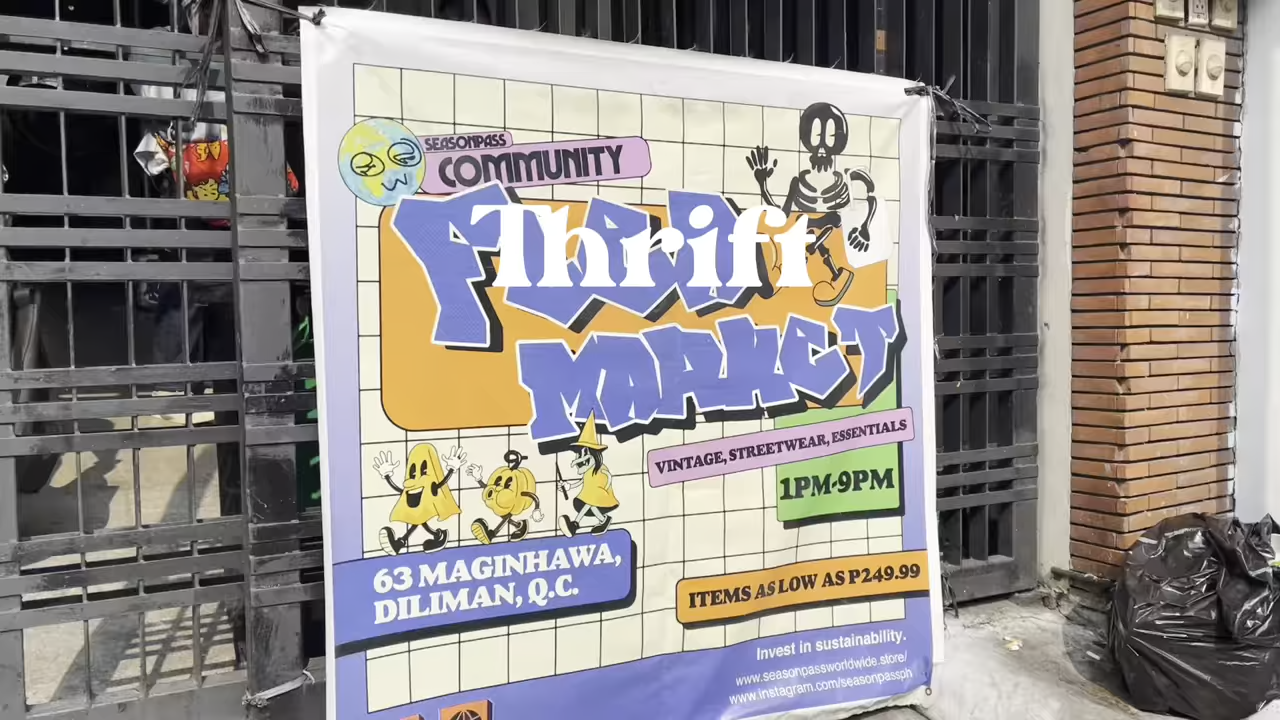 SEASONPASS
COMMUNITY
Thrift
FLEA
MARKET
VINTAGE, STREETWEAR, ESSENTIALS
1PM-9PM
63 MAGINHAWA,
DILIMAN, Q.C.
ITEMS AS LOW AS P249.99
Invest in sustainability.
www.seasonpassworldwide.store/
www.instagram.com/seasonpassph